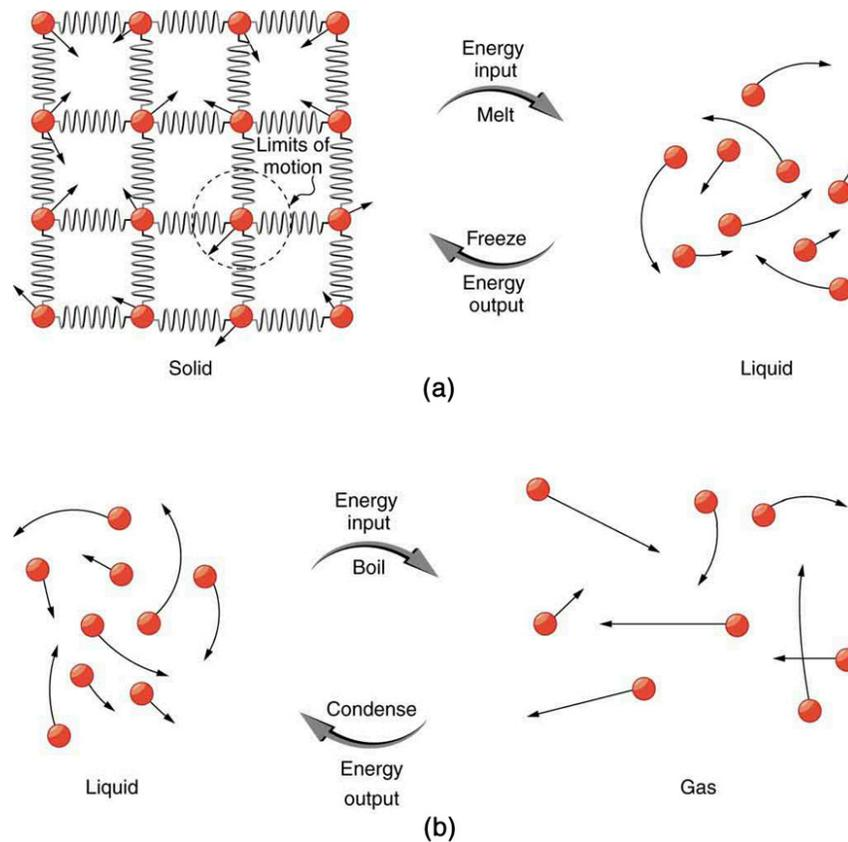 Energy
input
Melt
Limits of
motion
Freeze
Energy
output
Solid
Liquid
(a)
Energy
input
Boil
Condense
Energy
output
Liquid
Gas
(b)